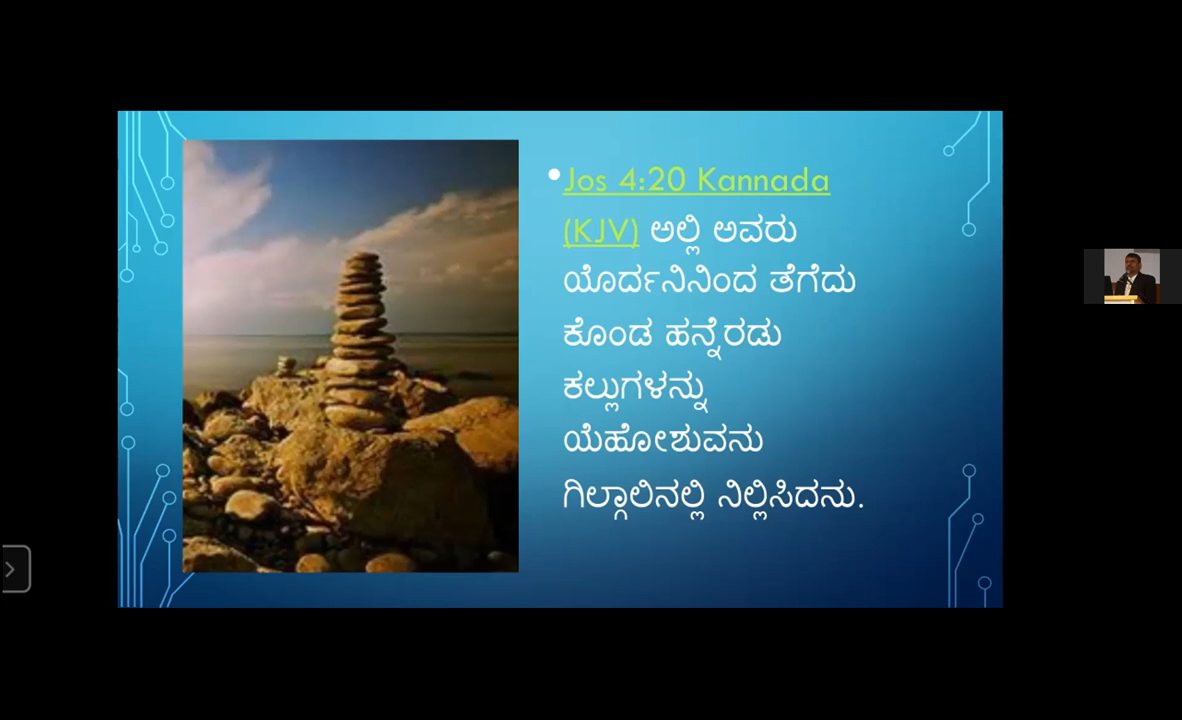 •Jos 4:20 Kannada
(KJV) ಅಲ್ಲಿ ಅವರು
ಯೊರ್ದನಿನಿಂದ ತೆಗೆದು
ಕೊಂಡ ಹನ್ನೆರಡು
ಕಲ್ಲುಗಳನ್ನು
ಯೆಹೋಶುವನು
ಗಿಲ್ಗಾಲಿನಲ್ಲಿ ನಿಲ್ಲಿಸಿದನು.